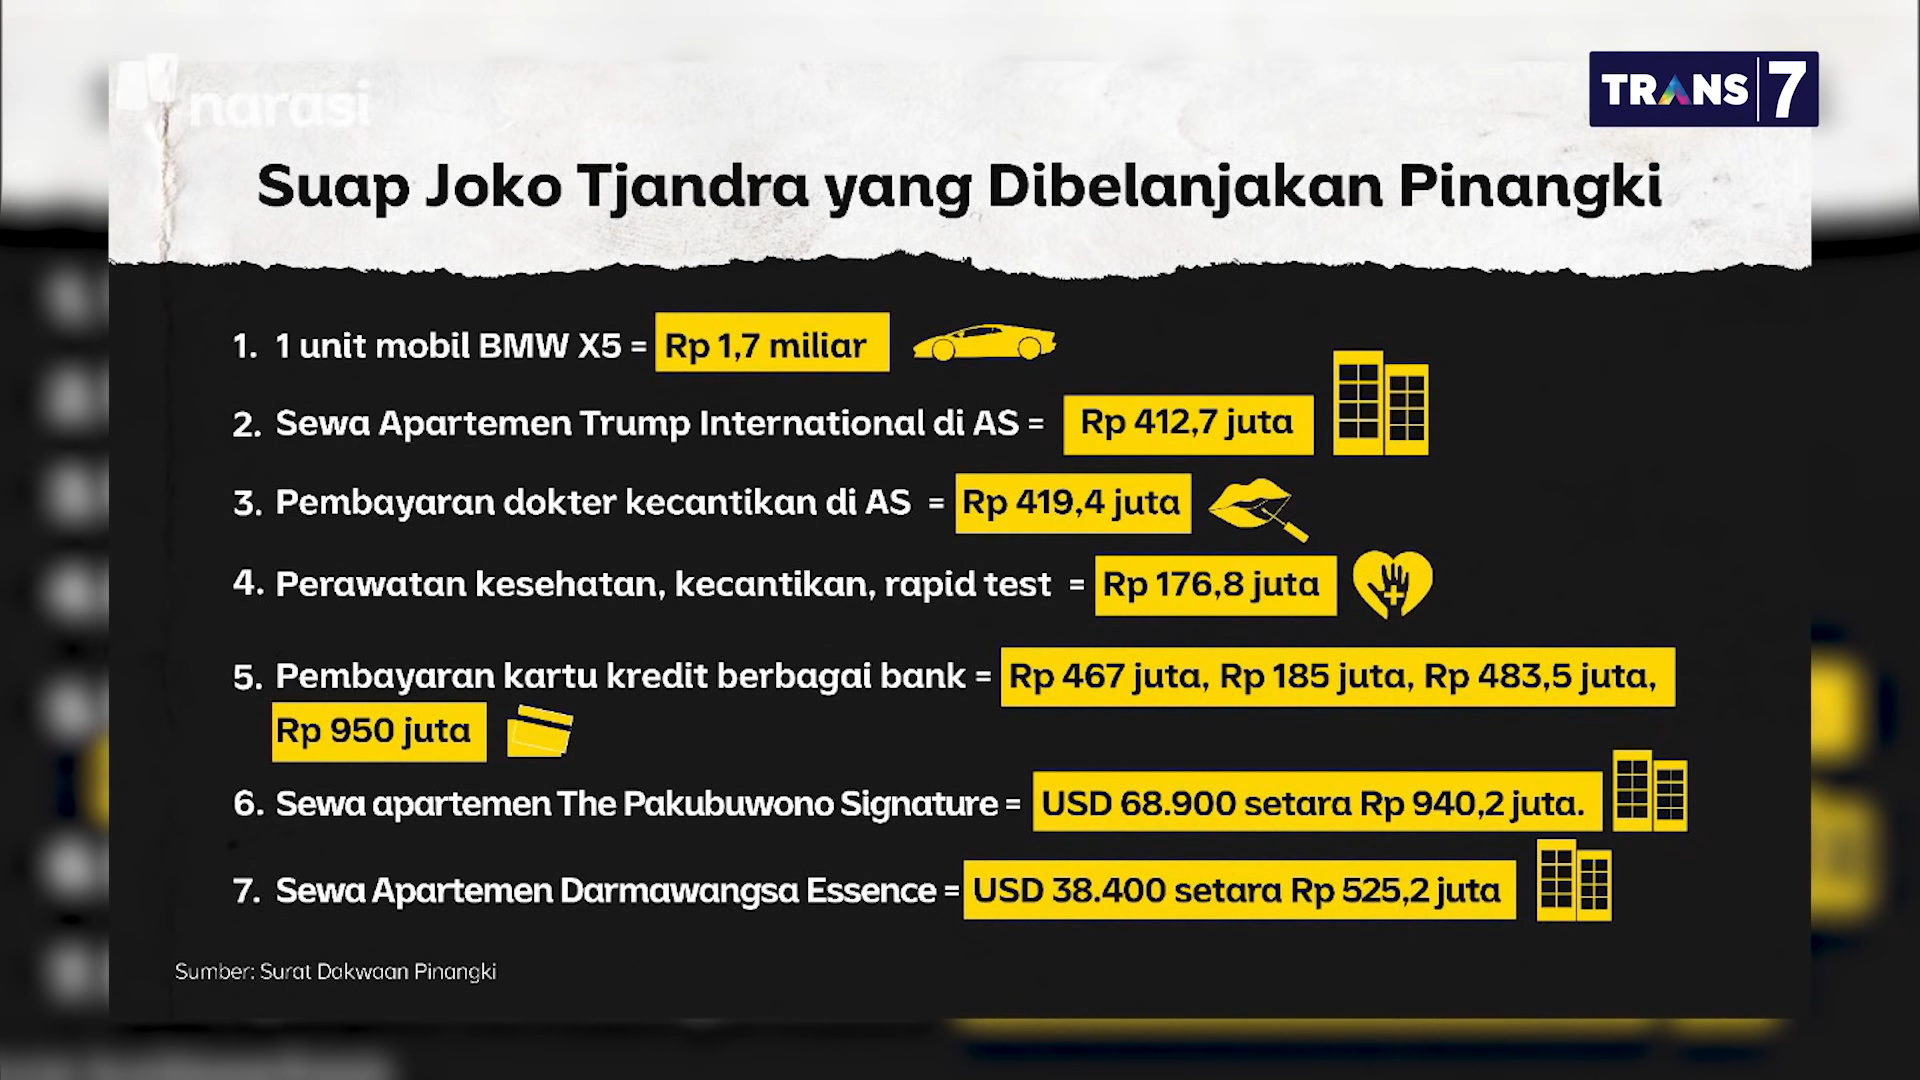 narasi
TRANS 7
Suap Joko Tjandra yang Dibelanjakan Pinangki
1. 1 unit mobil BMW X5 = Rp 1,7 miliar
2. Sewa Apartemen Trump International di AS = Rp 412,7 juta
3. Pembayaran dokter kecantikan di AS = Rp 419,4 juta
4. Perawatan kesehatan, kecantikan, rapid test = Rp 176,8 juta
5. Pembayaran kartu kredit berbagai bank = Rp 467 juta, Rp 185 juta, Rp 483,5 juta,
Rp 950 juta
6. Sewa apartemen The Pakubuwono Signature = USD 68.900 setara Rp 940,2 juta.
7. Sewa Apartemen Darmawangsa Essence = USD 38.400 setara Rp 525,2 juta
Sumber: Surat Dakwaan Pinangki